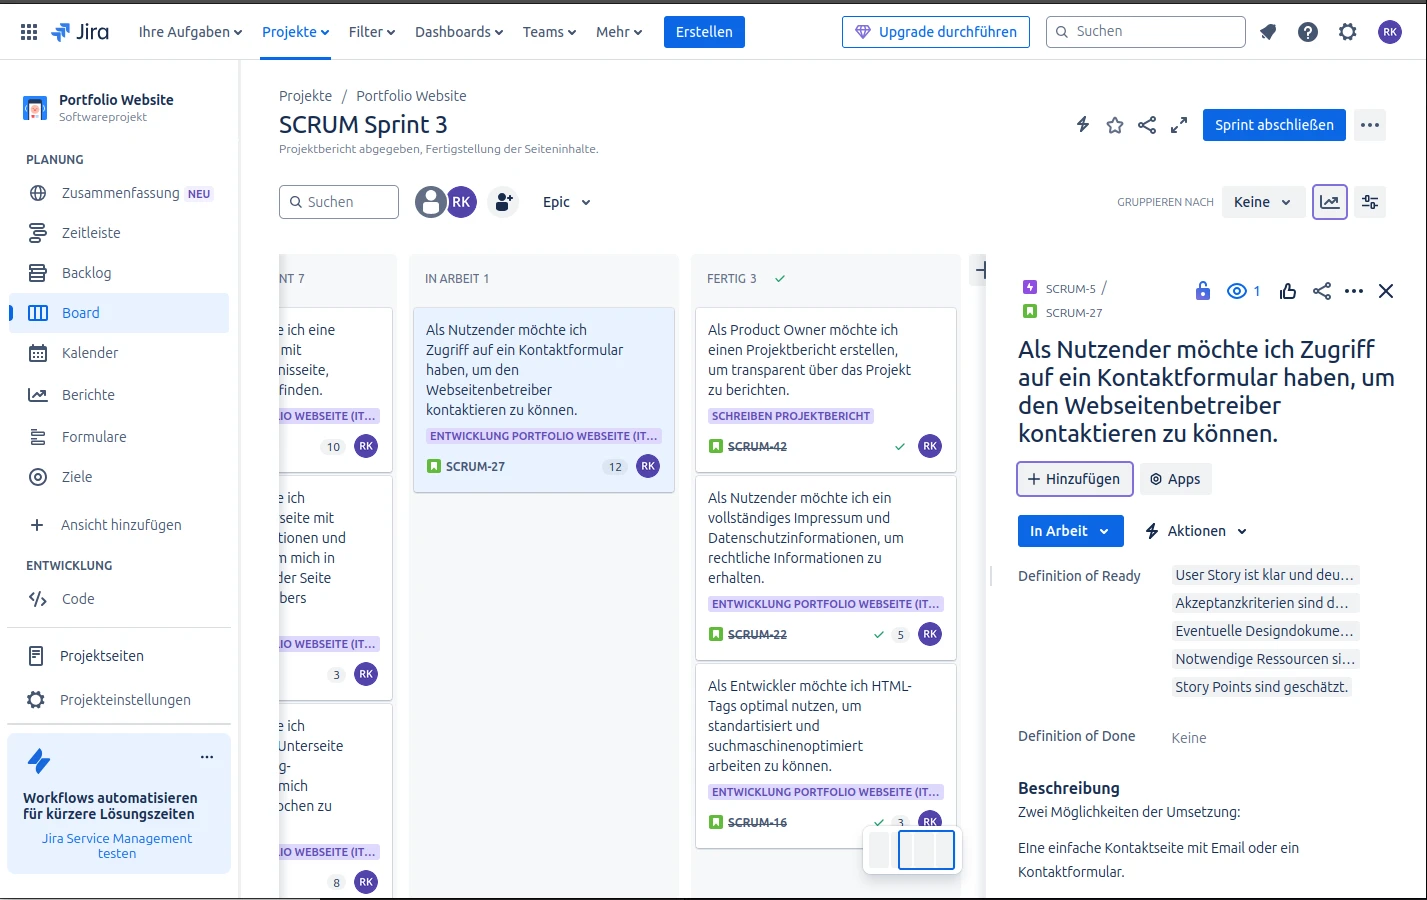 Jira
Ihre Aufgaben
Projekte
Filter
Dashboards
Teams
Mehr
Erstellen
Upgrade durchführen
Suchen
RK
Portfolio Website
Softwareprojekt
PLANUNG
Zusammenfassung NEU
Zeitleiste
Backlog
Board
Kalender
Berichte
Formulare
Ziele
Ansicht hinzufügen
ENTWICKLUNG
Code
Projektseiten
Projekteinstellungen
Workflows automatisieren
für kürzere Lösungszeiten
Jira Service Management
testen
Projekte / Portfolio Website
SCRUM Sprint 3
Projektbericht abgegeben, Fertigstellung der Seiteninhalte.
Sprint abschließen
Suchen
RK
Epic
GRUPPIEREN NACH
Keine
NT 7
e ich eine
mit
nisseite,
finden.
IO WEBSEITE (IT...
10 RK
e ich
seite mit
tionen und
m mich in
der Seite
bers
IO WEBSEITE (IT...
3 RK
e ich
Unterseite
g-
mich
ochen zu
IO WEBSEITE (IT...
8 RK
IN ARBEIT 1
Als Nutzender möchte ich
Zugriff auf ein Kontaktformular
haben, um den
Webseitenbetreiber
kontaktieren zu können.
ENTWICKLUNG PORTFOLIO WEBSEITE (IT...
SCRUM-27 12 RK
FERTIG 3
Als Product Owner möchte ich
einen Projektbericht erstellen,
um transparent über das Projekt
zu berichten.
SCHREIBEN PROJEKTBERICHT
SCRUM-42 RK
Als Nutzender möchte ich ein
vollständiges Impressum und
Datenschutzinformationen, um
rechtliche Informationen zu
erhalten.
ENTWICKLUNG PORTFOLIO WEBSEITE (IT...
SCRUM-22 5 RK
Als Entwickler möchte ich HTML-
Tags optimal nutzen, um
standartisiert und
suchmaschinenoptimiert
arbeiten zu können.
ENTWICKLUNG PORTFOLIO WEBSEITE (IT...
SCRUM-16 3 RK
SCRUM-5 /
SCRUM-27
1
Als Nutzender möchte ich Zugriff
auf ein Kontaktformular haben, um
den Webseitenbetreiber
kontaktieren zu können.
Hinzufügen
Apps
In Arbeit
Aktionen
Definition of Ready
User Story ist klar und deu...
Akzeptanzkriterien sind d...
Eventuelle Designdokume...
Notwendige Ressourcen si...
Story Points sind geschätzt.
Definition of Done
Keine
Beschreibung
Zwei Möglichkeiten der Umsetzung:
EIne einfache Kontaktseite mit Email oder ein
Kontaktformular.